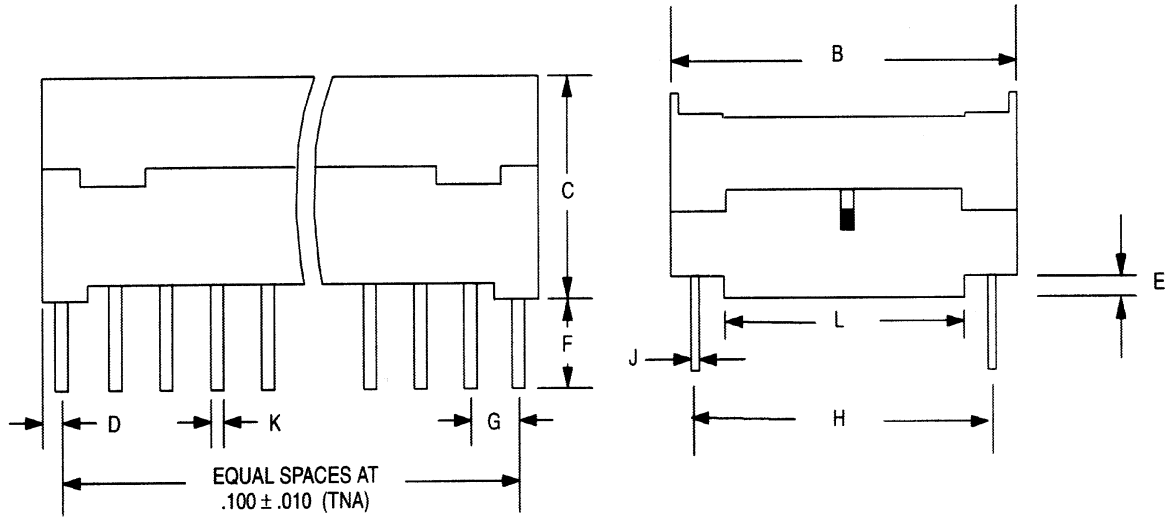 B
C
E
L
F
J
D
K
G
H
EQUAL SPACES AT
.100 ± .010 (TNA)